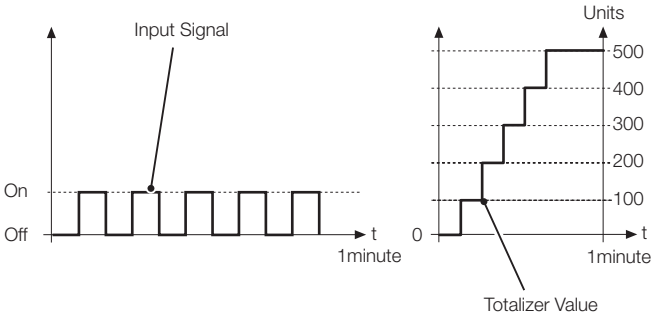 Input Signal
On
Off
t
1minute
Units
500
400
300
200
100
0
t
1minute
Totalizer Value